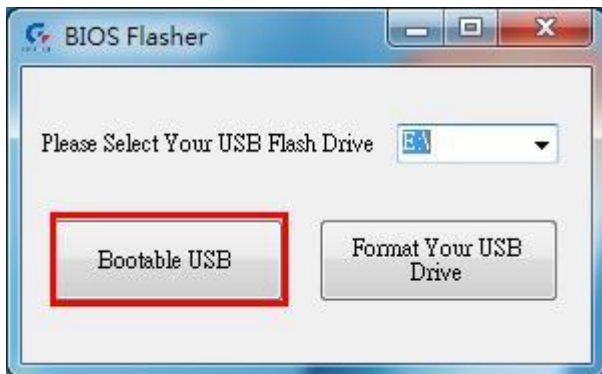 BIOS Flasher
Please Select Your USB Flash Drive E:\
Bootable USB
Format Your USB
Drive